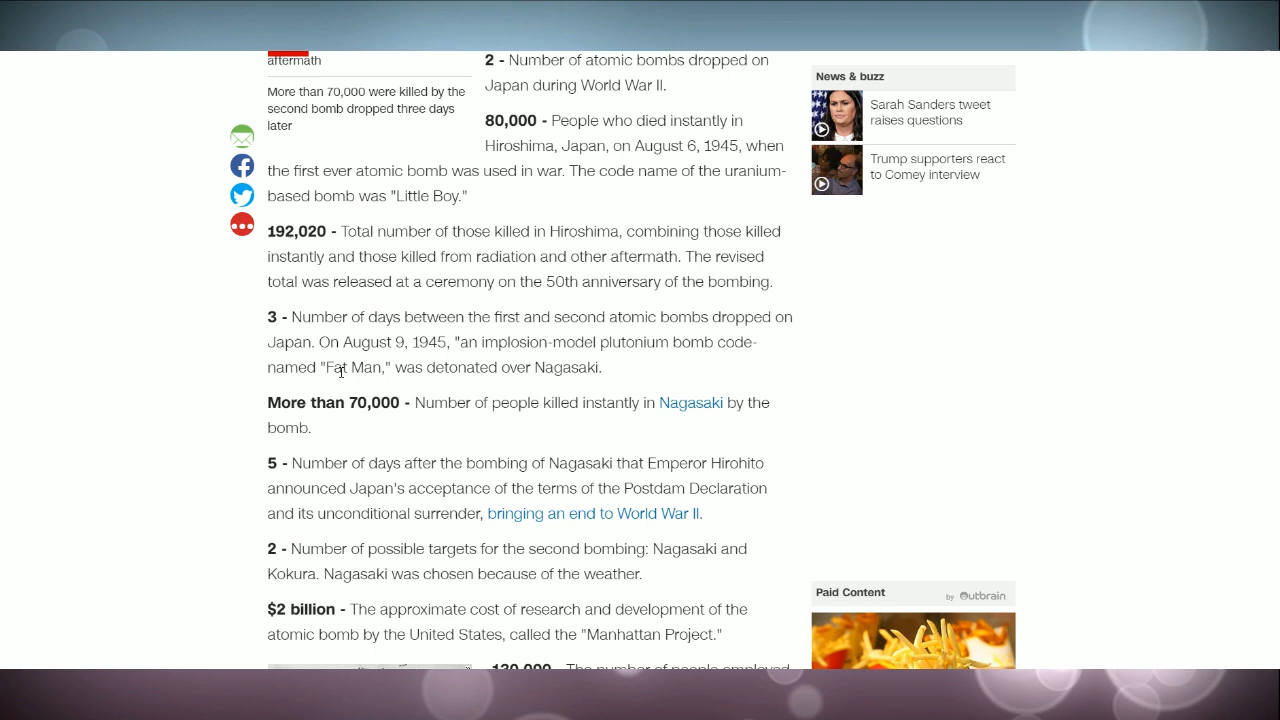 aftermath
More than 70,000 were killed by the
second bomb dropped three days
later
2 - Number of atomic bombs dropped on
Japan during World War II.
80,000 - People who died instantly in
Hiroshima, Japan, on August 6, 1945, when
the first ever atomic bomb was used in war. The code name of the uranium-
based bomb was "Little Boy."
192,020 - Total number of those killed in Hiroshima, combining those killed
instantly and those killed from radiation and other aftermath. The revised
total was released at a ceremony on the 50th anniversary of the bombing.
3 - Number of days between the first and second atomic bombs dropped on
Japan. On August 9, 1945, "an implosion-model plutonium bomb code-
named "Fat Man," was detonated over Nagasaki.
More than 70,000 - Number of people killed instantly in Nagasaki by the
bomb.
5 - Number of days after the bombing of Nagasaki that Emperor Hirohito
announced Japan's acceptance of the terms of the Postdam Declaration
and its unconditional surrender, bringing an end to World War II.
2 - Number of possible targets for the second bombing: Nagasaki and
Kokura. Nagasaki was chosen because of the weather.
$2 billion - The approximate cost of research and development of the
atomic bomb by the United States, called the "Manhattan Project."
130,000 - The number of people employed
News & buzz
Sarah Sanders tweet
raises questions
Trump supporters react
to Comey interview
Paid Content
by Outbrain